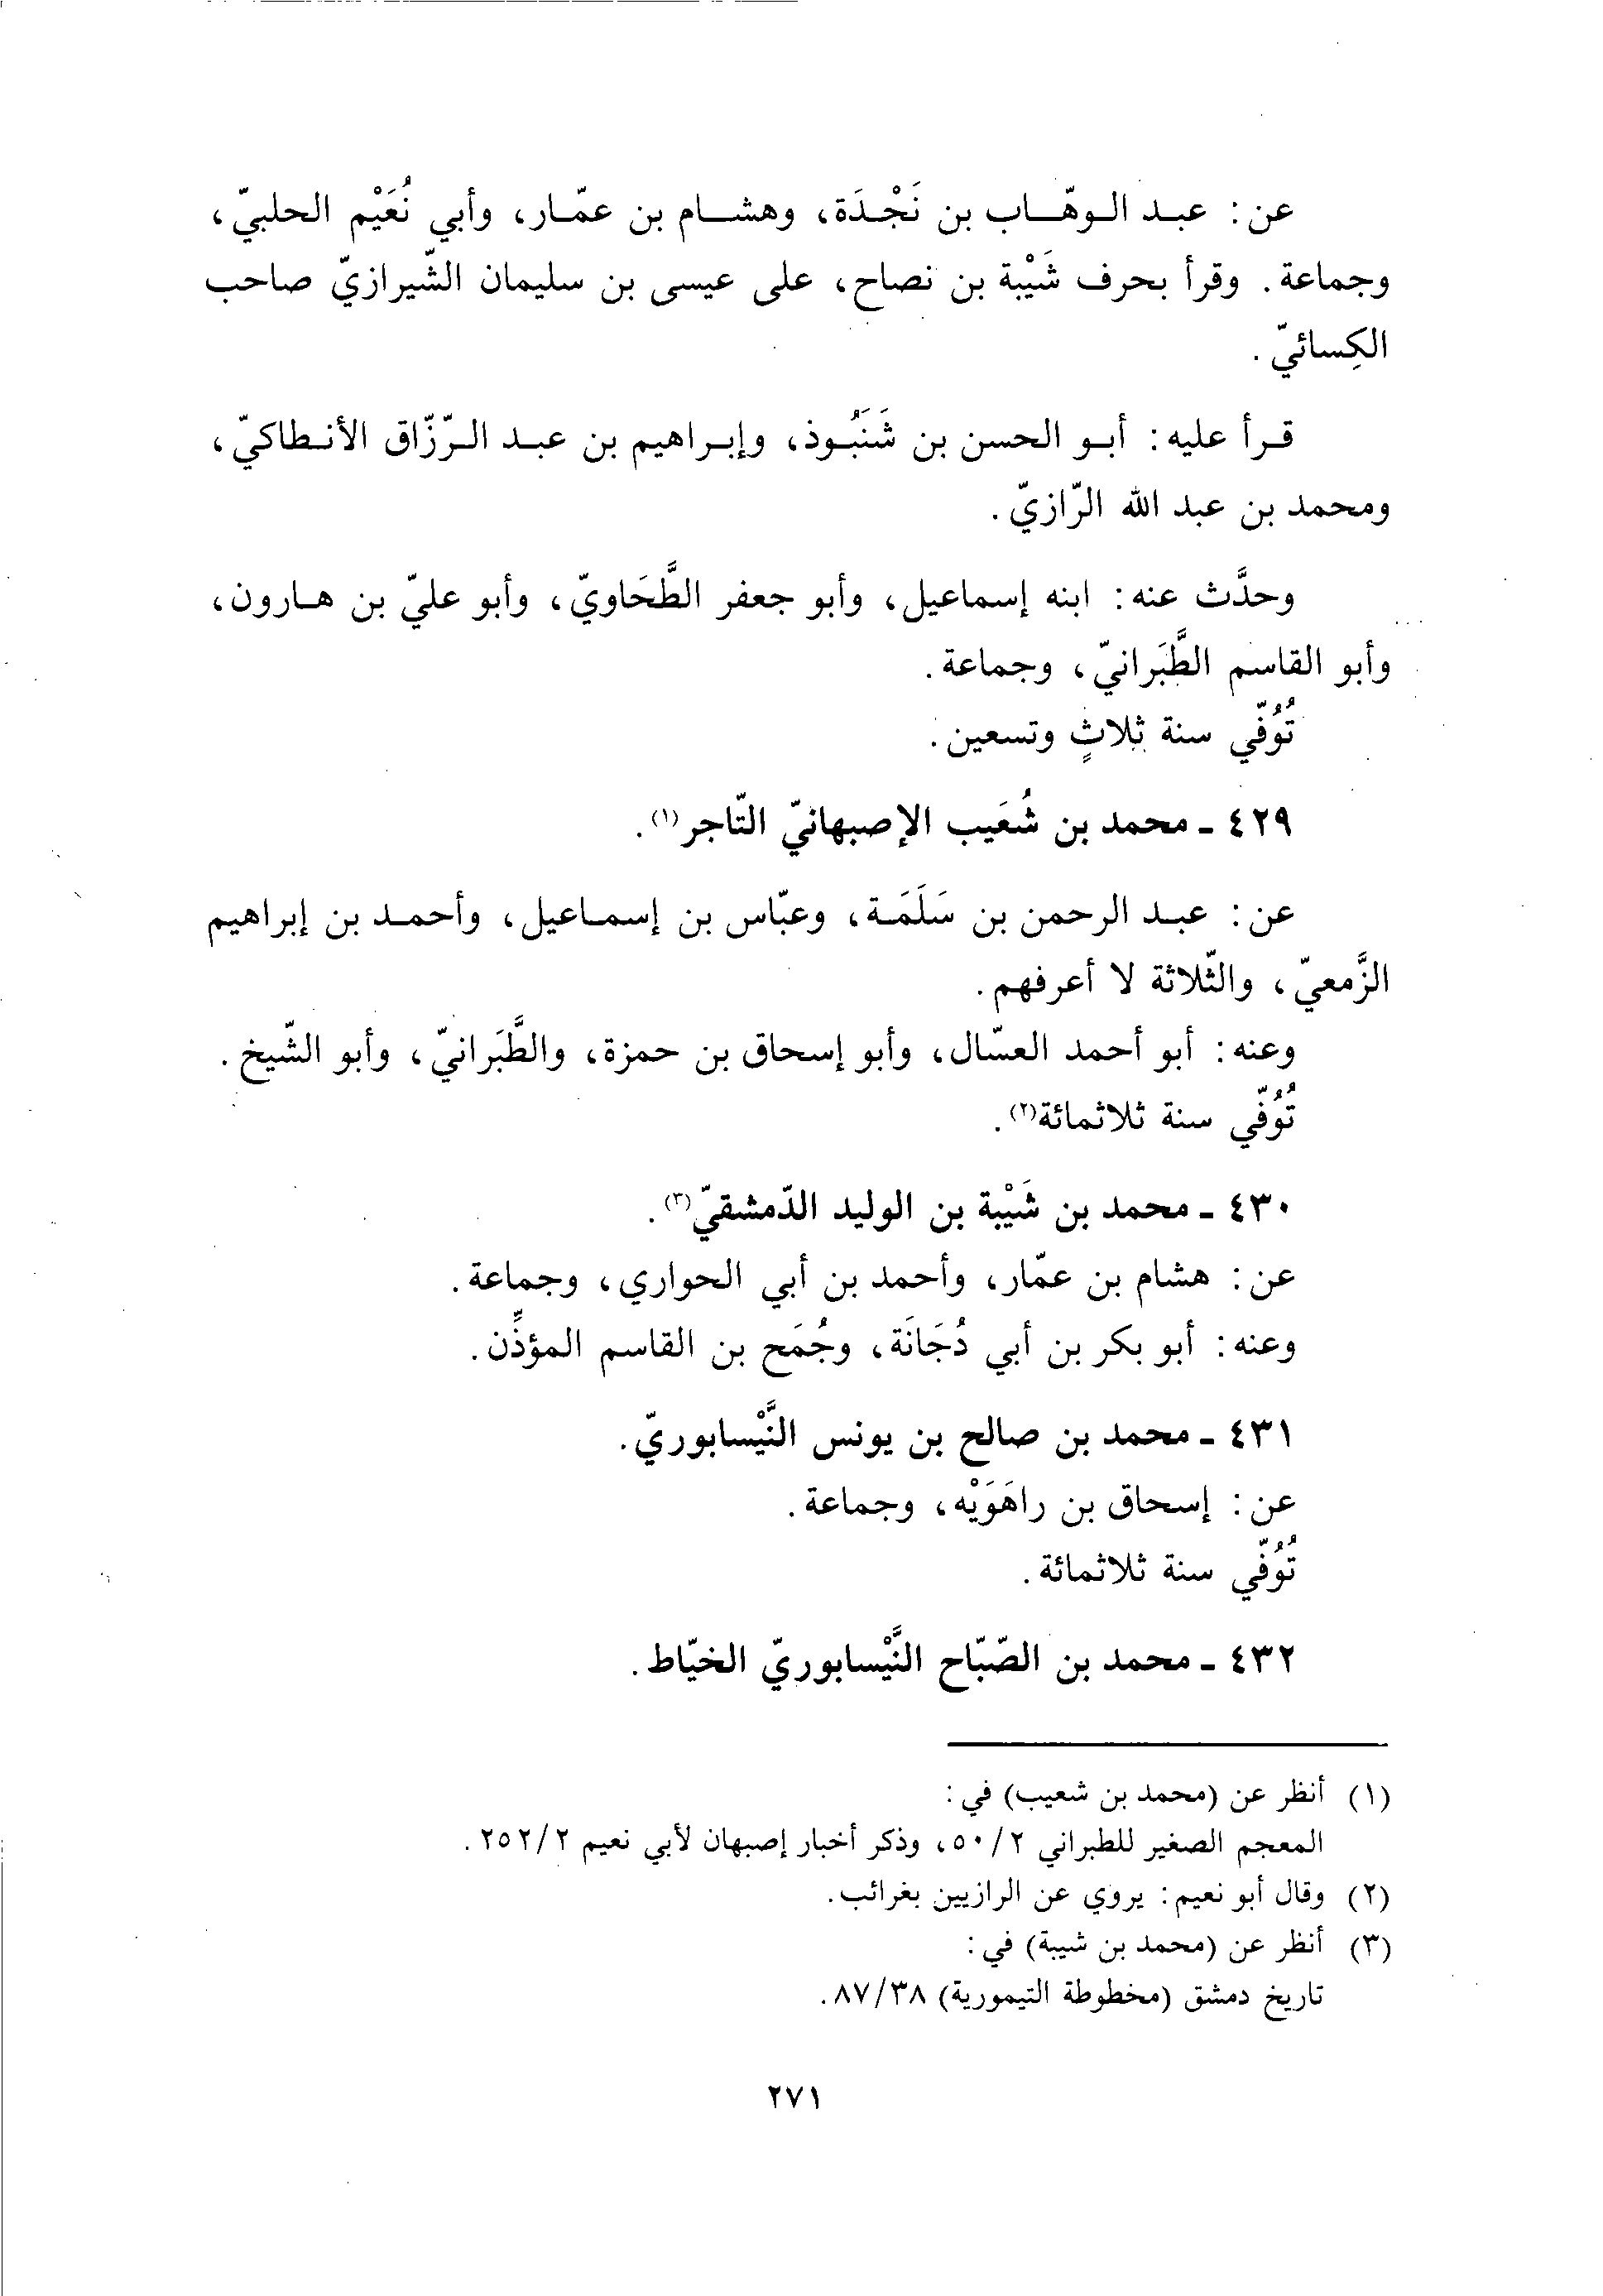 عن: عبد الوهّاب بن نَجْدَة، وهشام بن عمّار، وأبي نُعَيْم الحلبيّ،
وجماعة. وقرأ بحرف شَيْبة بن نصاح، على عيسى بن سليمان الشّيرازيّ صاحب
الكِسائيّ.
قرأ عليه: أبو الحسن بن شَنَبُوذ، وإبراهيم بن عبد الرّزّاق الأنطاكيّ،
ومحمد بن عبد الله الرّازيّ.
وحدَّث عنه: ابنه إسماعيل، وأبو جعفر الطَّحَاويّ، وأبو عليّ بن هارون،
وأبو القاسم الطَّبَرانيّ، وجماعة.
تُوُفّي سنة ثلاثٍ وتسعين.
٤٢٩ ـ محمد بن شُعَيب الإصبهانيّ التّاجر(١).
عن: عبد الرحمن بن سَلَمَة، وعبّاس بن إسماعيل، وأحمد بن إبراهيم
الزَّمعيّ، والثّلاثة لا أعرفهم.
وعنه: أبو أحمد العسّال، وأبو إسحاق بن حمزة، والطَّبَرانيّ، وأبو الشّيخ.
تُوُفّي سنة ثلاثمائة(٢).
٤٣٠ ـ محمد بن شَيْبة بن الوليد الدّمشقيّ(٣).
عن: هشام بن عمّار، وأحمد بن أبي الحواري، وجماعة.
وعنه: أبو بكر بن أبي دُجَانَة، وجُمَح بن القاسم المؤذّن.
٤٣١ ـ محمد بن صالح بن يونس النَّيْسابوريّ.
عن: إسحاق بن راهَوَيْه، وجماعة.
تُوُفّي سنة ثلاثمائة.
٤٣٢ ـ محمد بن الصّبّاح النَّيْسابوريّ الخيّاط.
(١) أنظر عن (محمد بن شعيب) في:
المعجم الصغير للطبراني ٢/٥٠، وذكر أخبار إصبهان لأبي نعيم ٢/٢٥٢.
(٢) وقال أبو نعيم: يروي عن الرازيين بغرائب.
(٣) أنظر عن (محمد بن شيبة) في:
تاريخ دمشق (مخطوطة التيمورية) ٨٧/٣٨.
٢٧١